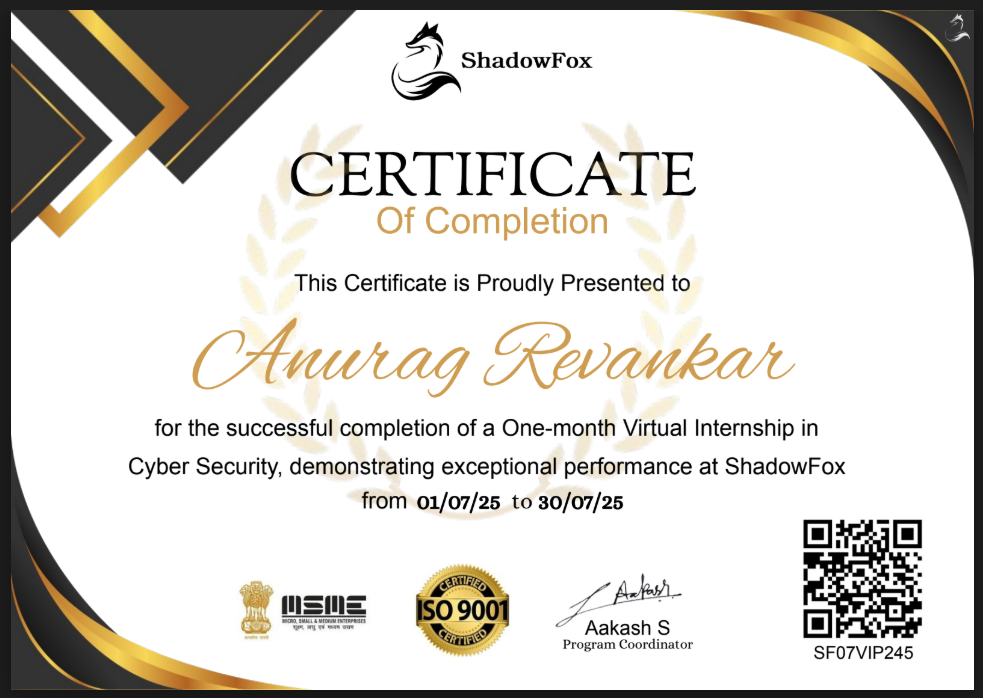 ShadowFox
CERTIFICATE
Of Completion
This Certificate is Proudly Presented to
Anurag Revankar
for the successful completion of a One-month Virtual Internship in
Cyber Security, demonstrating exceptional performance at ShadowFox
from 01/07/25 to 30/07/25
MSME
MICRO, SMALL & MEDIUM ENTERPRISES
सूक्ष्म, लघु एवं मध्यम उद्यम
CERTIFIED
ISO 9001
CERTIFIED
Aakash
Aakash S
Program Coordinator
SF07VIP245